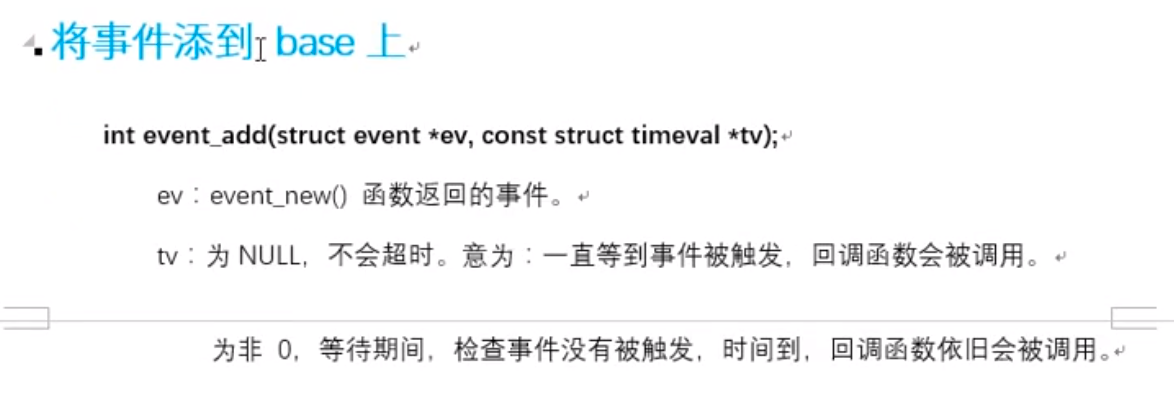 将事件添到 base 上
int event_add(struct event *ev, const struct timeval *tv);
ev：event_new() 函数返回的事件。
tv：为 NULL，不会超时。意为：一直等到事件被触发，回调函数会被调用。
为非 0，等待期间，检查事件没有被触发，时间到，回调函数依旧会被调用。